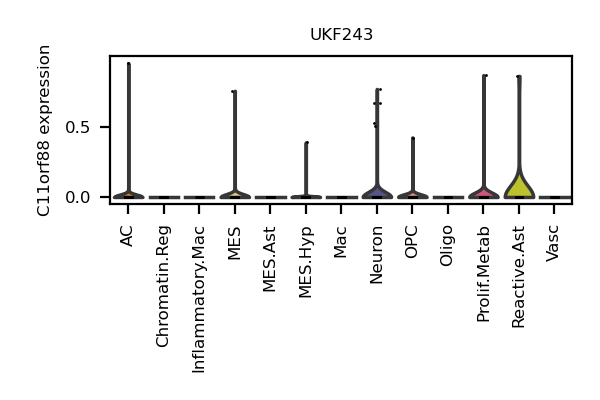 UKF243
C11orf88 expression
0.5
0.0
AC
Chromatin.Reg
Inflammatory.Mac
MES
MES.Ast
MES.Hyp
Mac
Neuron
OPC
Oligo
Prolif.Metab
Reactive.Ast
Vasc